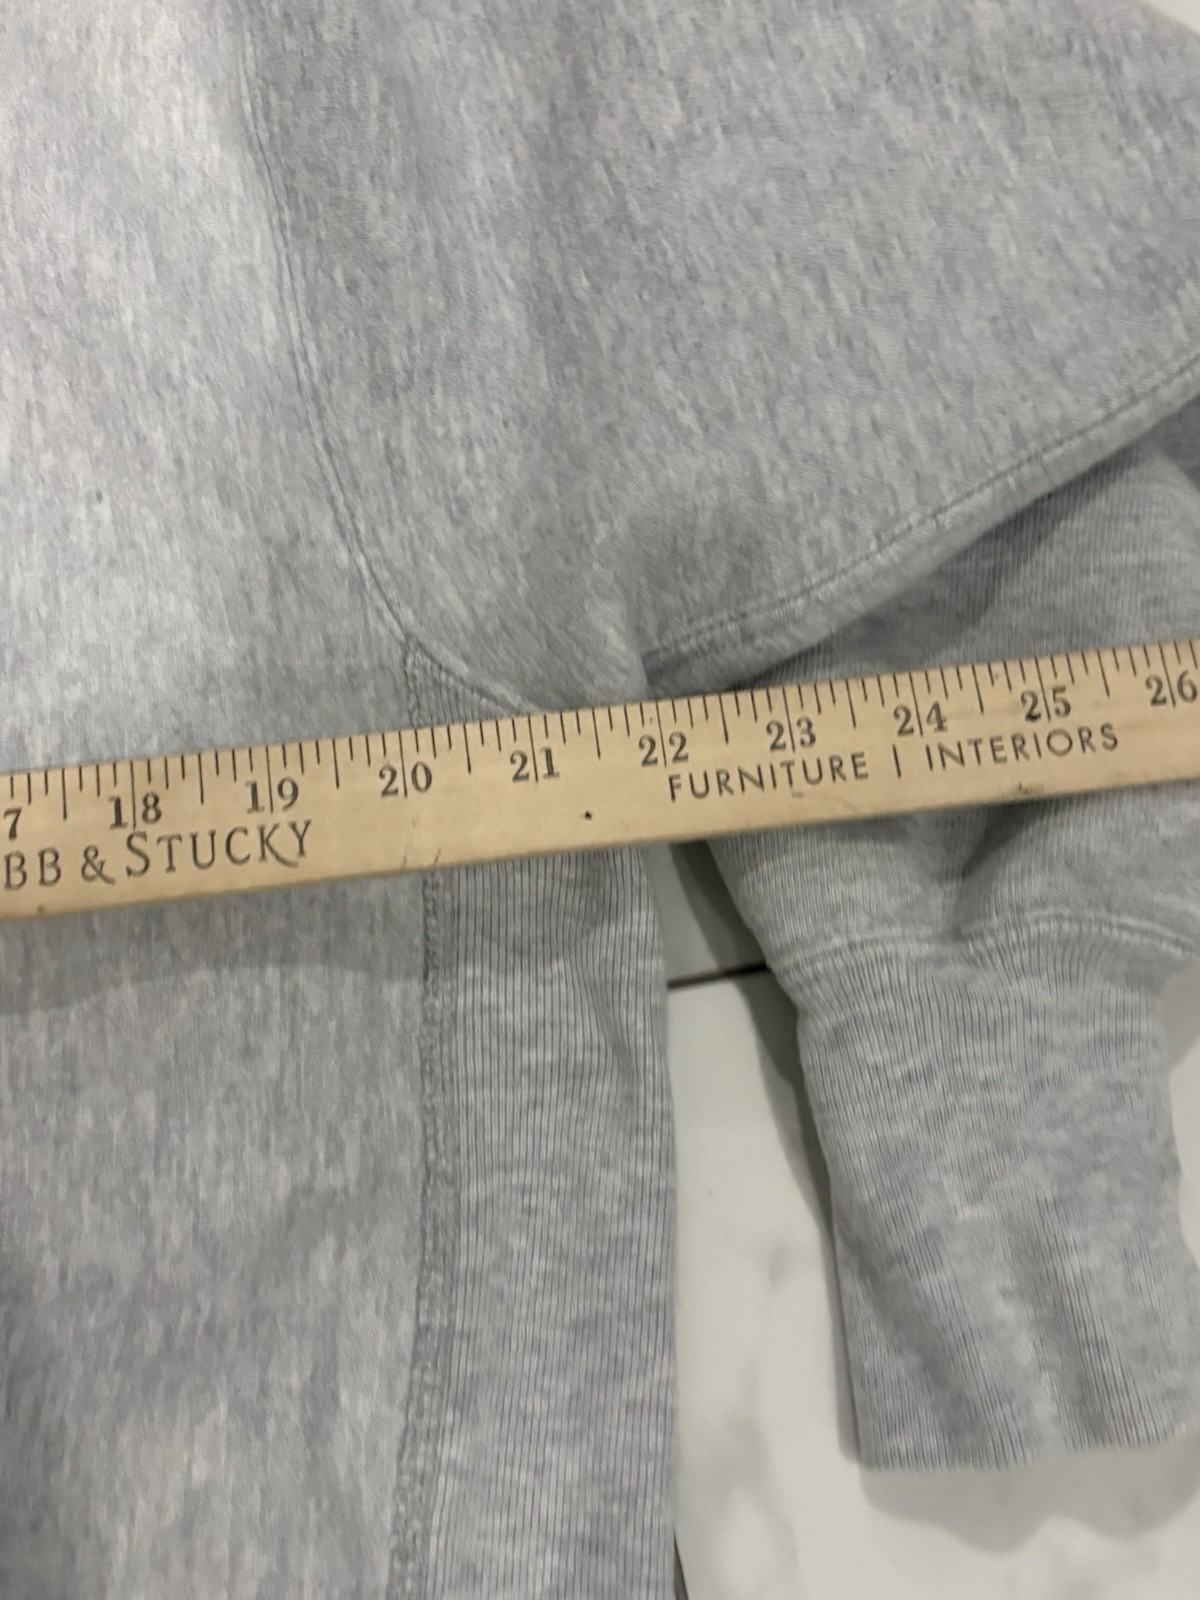 7 18 19 20 21 22 23 24 25 26
BB & STUCKY
FURNITURE | INTERIORS